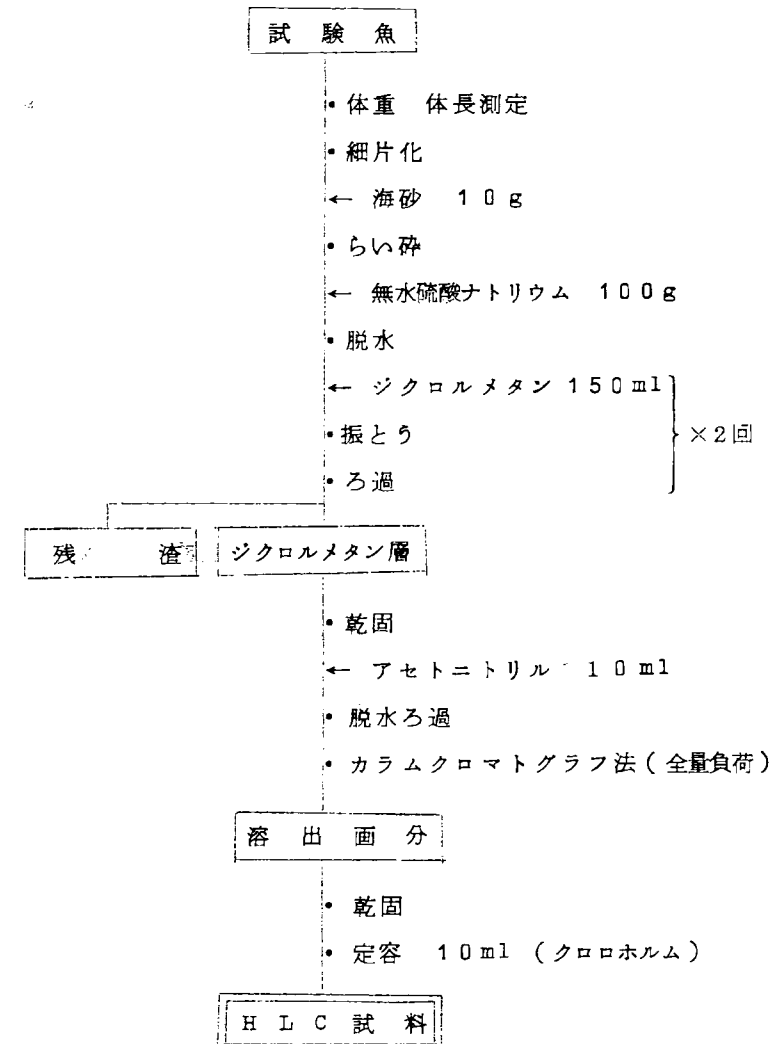 試験魚
・体重 体長測定
・細片化
← 海砂 10g
・らい砕
← 無水硫酸ナトリウム 100g
・脱水
← ジクロルメタン 150ml
・振とう
×2回
・ろ過
残渣
ジクロルメタン層
・乾固
← アセトニトリル 10ml
・脱水ろ過
・カラムクロマトグラフ法(全量負荷)
溶出画分
・乾固
・定容 10ml (クロロホルム)
HLC試料